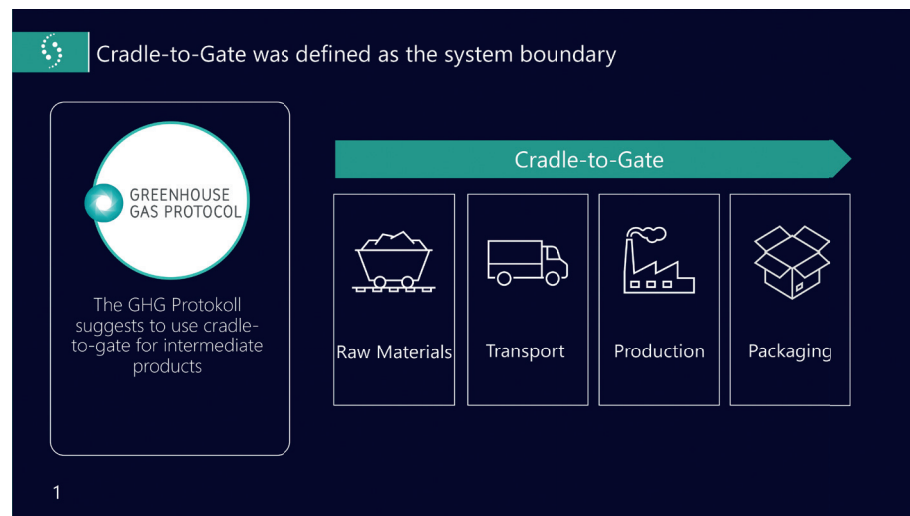 Cradle-to-Gate was defined as the system boundary
GREENHOUSE
GAS PROTOCOL
The GHG Protokoll
suggests to use cradle-
to-gate for intermediate
products
Cradle-to-Gate
Raw Materials
Transport
Production
Packaging
1